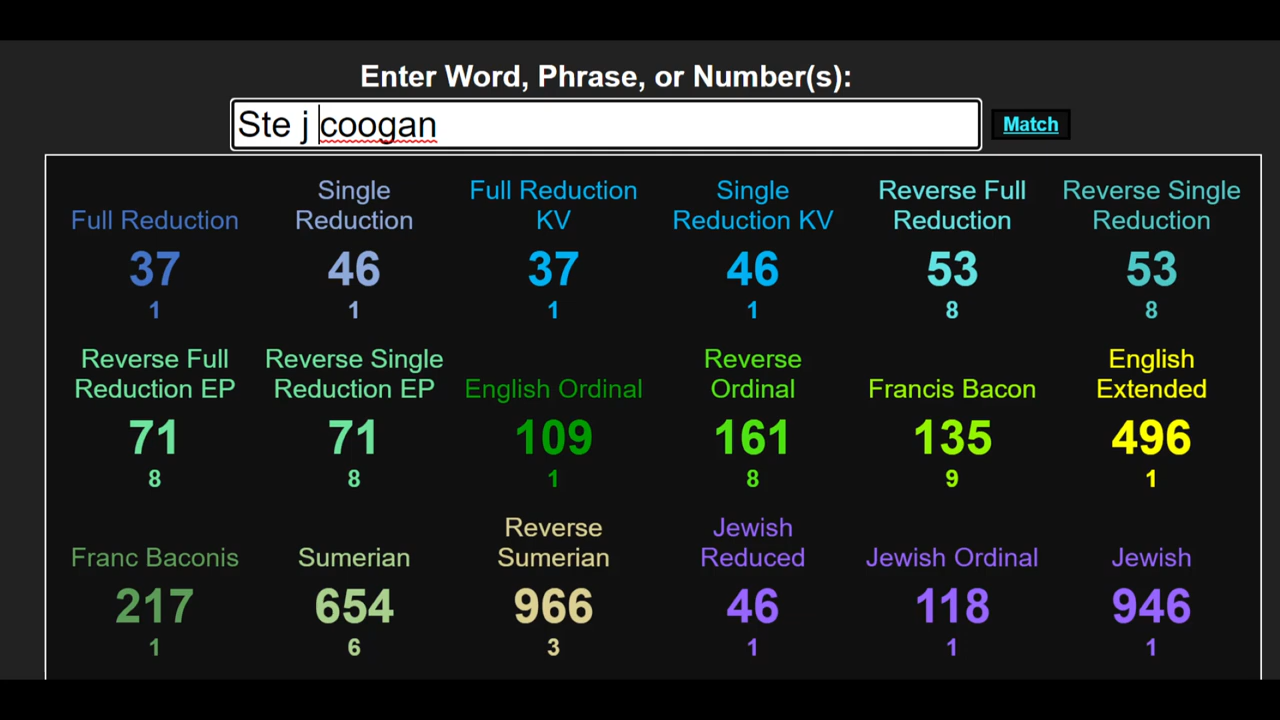 Enter Word, Phrase, or Number(s):
Ste j coogan
Match
Full Reduction
37
1
Single Reduction
46
1
Full Reduction KV
37
1
Single Reduction KV
46
1
Reverse Full Reduction
53
8
Reverse Single Reduction
53
8
Reverse Full Reduction EP
71
8
Reverse Single Reduction EP
71
8
English Ordinal
109
1
Reverse Ordinal
161
8
Francis Bacon
135
9
English Extended
496
1
Franc Baconis
217
1
Sumerian
654
6
Reverse Sumerian
966
3
Jewish Reduced
46
1
Jewish Ordinal
118
1
Jewish
946
1